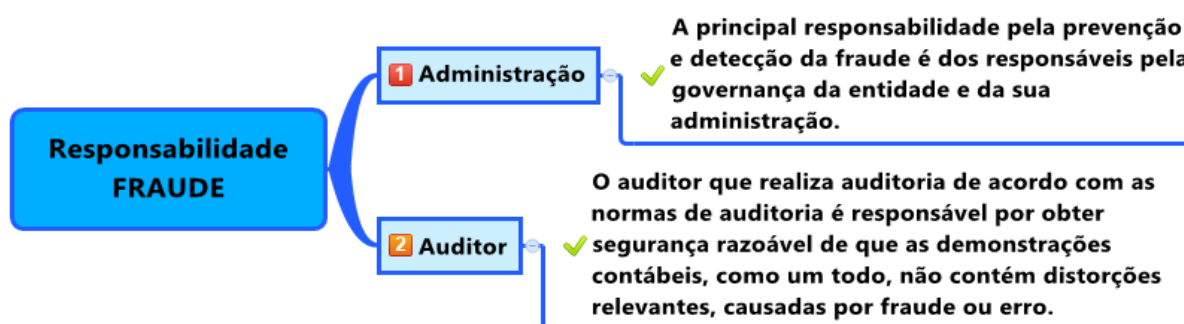 Responsabilidade
FRAUDE
1 Administração
A principal responsabilidade pela prevenção
e detecção da fraude é dos responsáveis pela
governança da entidade e da sua
administração.
2 Auditor
O auditor que realiza auditoria de acordo com as
normas de auditoria é responsável por obter
segurança razoável de que as demonstrações
contábeis, como um todo, não contém distorções
relevantes, causadas por fraude ou erro.